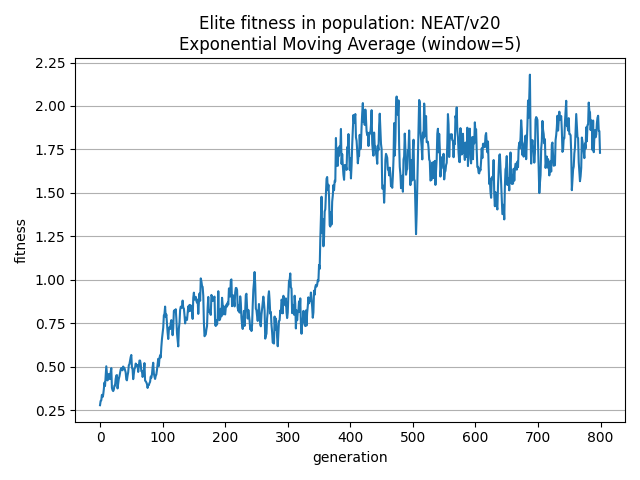 Elite fitness in population: NEAT/v20
Exponential Moving Average (window=5)
2.25
2.00
1.75
1.50
1.25
1.00
0.75
0.50
0.25
fitness
0 100 200 300 400 500 600 700 800
generation